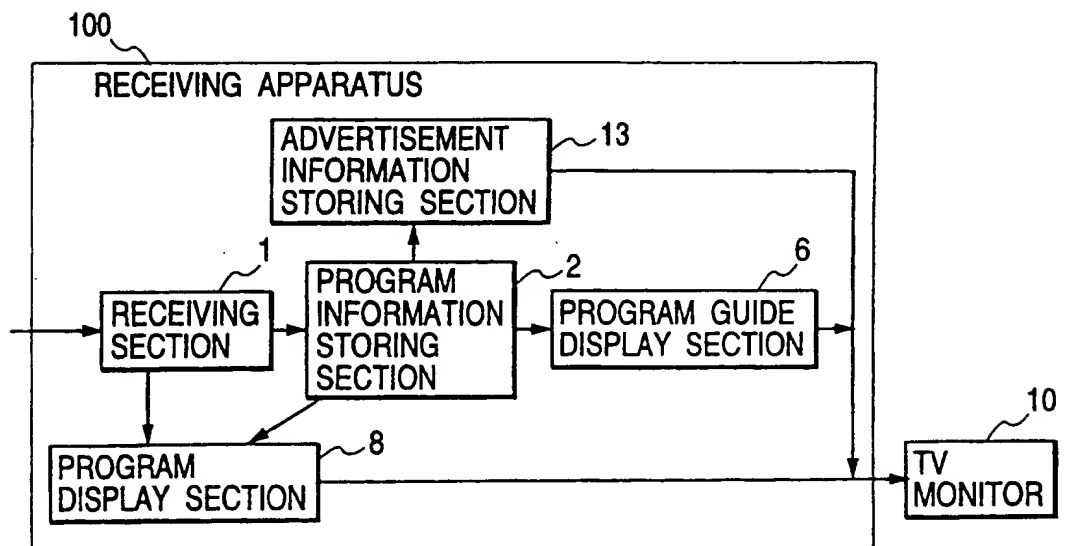 100
RECEIVING APPARATUS
ADVERTISEMENT
INFORMATION
STORING SECTION
13
1
RECEIVING
SECTION
PROGRAM
INFORMATION
STORING
SECTION
2
6
PROGRAM GUIDE
DISPLAY SECTION
PROGRAM
DISPLAY SECTION
8
10
TV
MONITOR